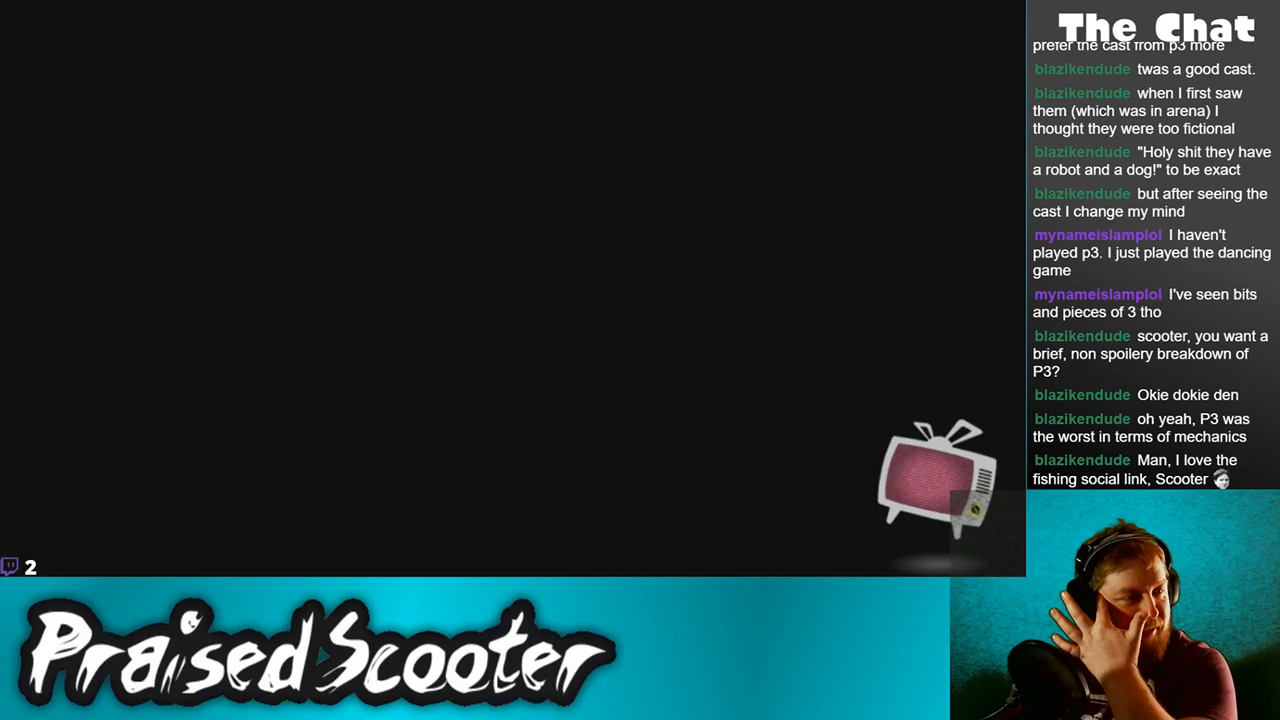 The Chat
prefer the cast from p3 more
blazikendude twas a good cast.
blazikendude when I first saw
them (which was in arena) I
thought they were too fictional
blazikendude "Holy shit they have
a robot and a dog!" to be exact
blazikendude but after seeing the
cast I change my mind
mynameislamplol I haven't
played p3. I just played the dancing
game
mynameislamplol I've seen bits
and pieces of 3 tho
blazikendude scooter, you want a
brief, non spoilery breakdown of
P3?
blazikendude Okie dokie den
blazikendude oh yeah, P3 was
the worst in terms of mechanics
blazikendude Man, I love the
fishing social link, Scooter
2
PraisedScooter